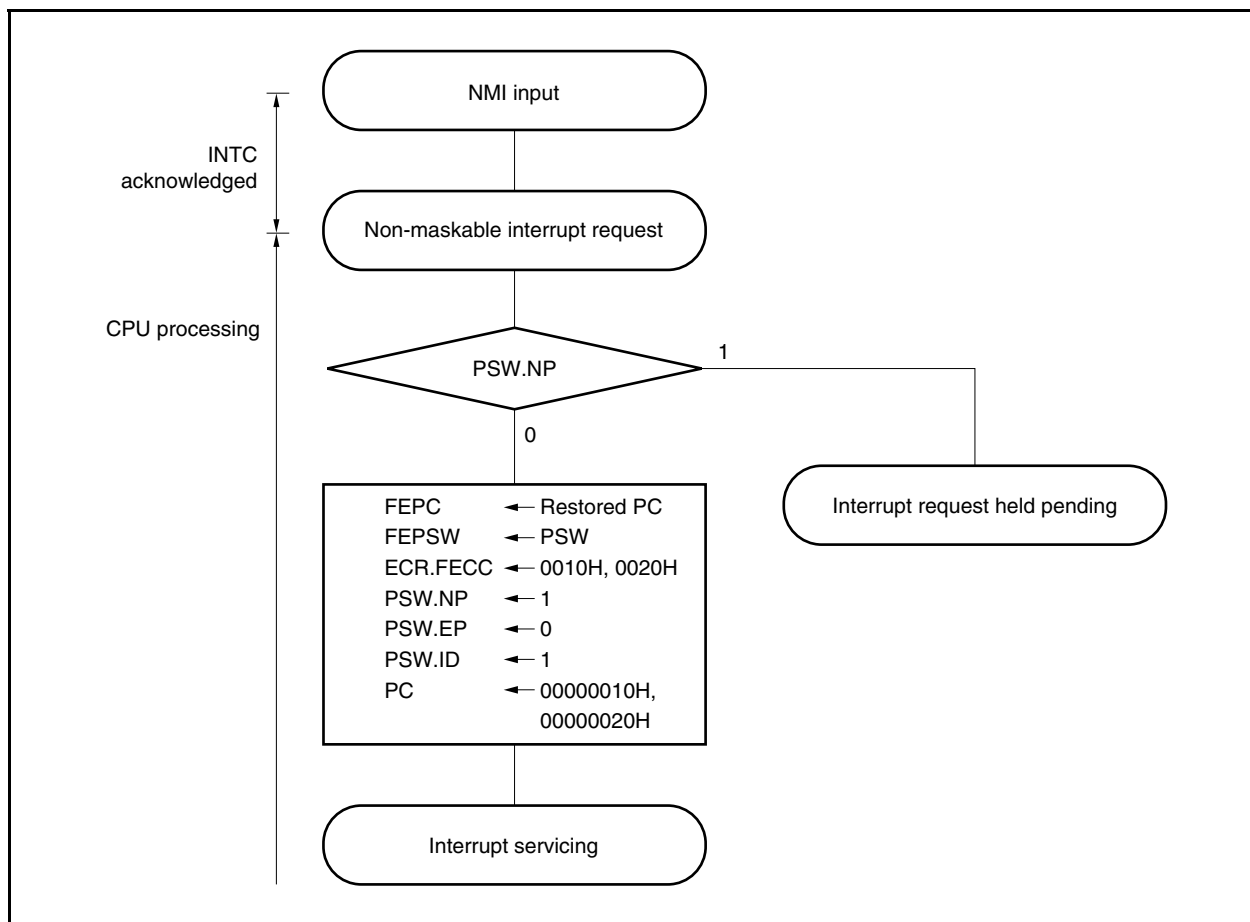 NMI input
INTC
acknowledged
Non-maskable interrupt request
CPU processing
PSW.NP
1
0
Interrupt request held pending
FEPC ← Restored PC
FEPSW ← PSW
ECR.FECC ← 0010H, 0020H
PSW.NP ← 1
PSW.EP ← 0
PSW.ID ← 1
PC ← 00000010H,
00000020H
Interrupt servicing